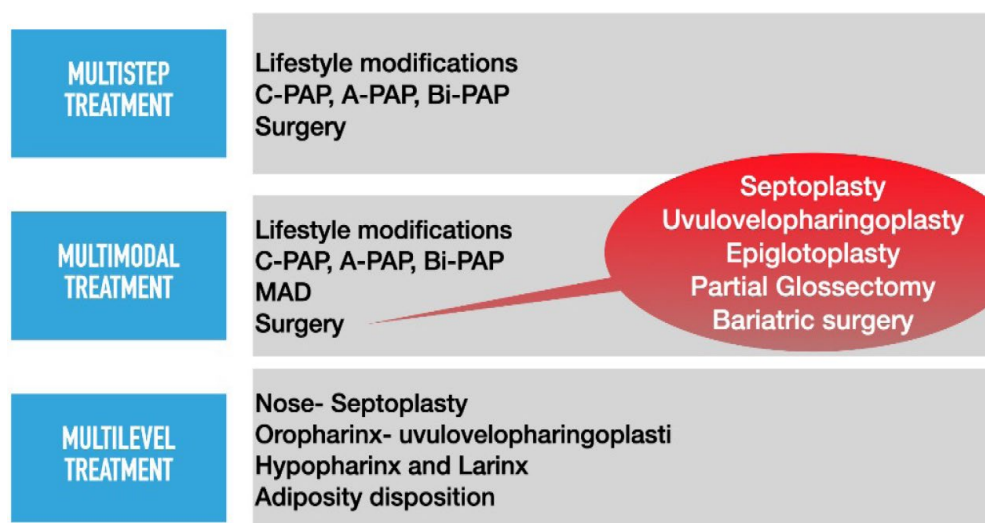 MULTISTEP
TREATMENT
Lifestyle modifications
C-PAP, A-PAP, Bi-PAP
Surgery
MULTIMODAL
TREATMENT
Lifestyle modifications
C-PAP, A-PAP, Bi-PAP
MAD
Surgery
Septoplasty
Uvulovelopharingoplasty
Epiglotoplasty
Partial Glossectomy
Bariatric surgery
MULTILEVEL
TREATMENT
Nose- Septoplasty
Oropharinx- uvulovelopharingoplasti
Hypopharinx and Larinx
Adiposity disposition